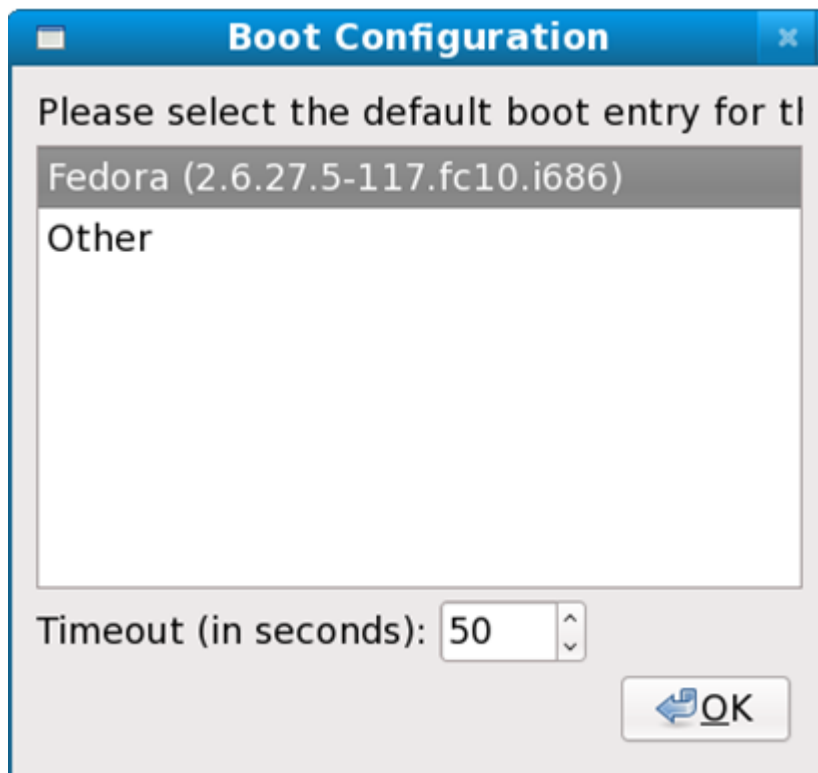 Boot Configuration
Please select the default boot entry for
Fedora (2.6.27.5-117.fc10.i686)
Other
Timeout (in seconds): 50
OK